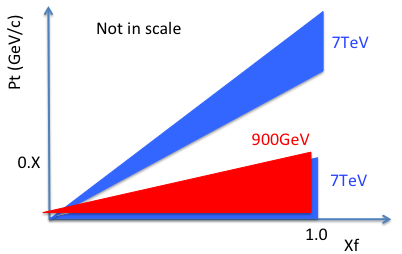 Pt (GeV/c)
Not in scale
7TeV
900GeV
0.X
7TeV
1.0
Xf